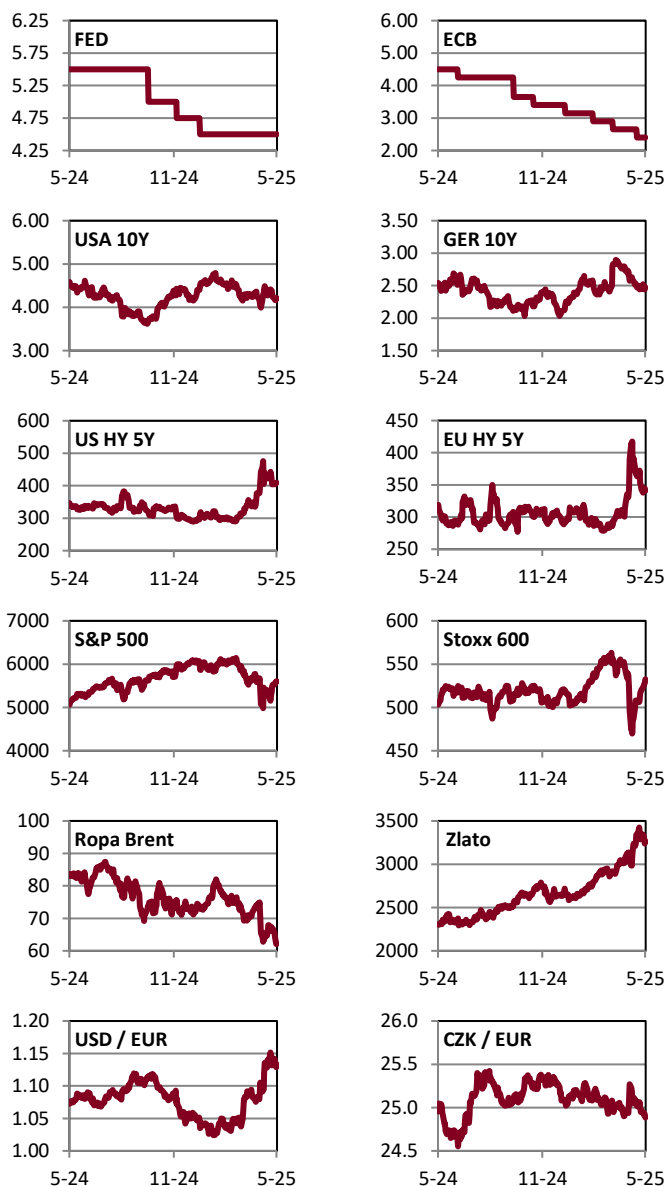 FED
6.25
5.75
5.25
4.75
4.25
5-24 11-24 5-25
ECB
6.00
5.00
4.00
3.00
2.00
5-24 11-24 5-25
USA 10Y
6.00
5.00
4.00
3.00
5-24 11-24 5-25
GER 10Y
3.50
3.00
2.50
2.00
1.50
5-24 11-24 5-25
US HY 5Y
600
500
400
300
200
5-24 11-24 5-25
EU HY 5Y
450
400
350
300
250
5-24 11-24 5-25
S&P 500
7000
6000
5000
4000
5-24 11-24 5-25
Stoxx 600
600
550
500
450
5-24 11-24 5-25
Ropa Brent
100
90
80
70
60
5-24 11-24 5-25
Zlato
3500
3000
2500
2000
5-24 11-24 5-25
USD / EUR
1.20
1.15
1.10
1.05
1.00
5-24 11-24 5-25
CZK / EUR
26.0
25.5
25.0
24.5
5-24 11-24 5-25